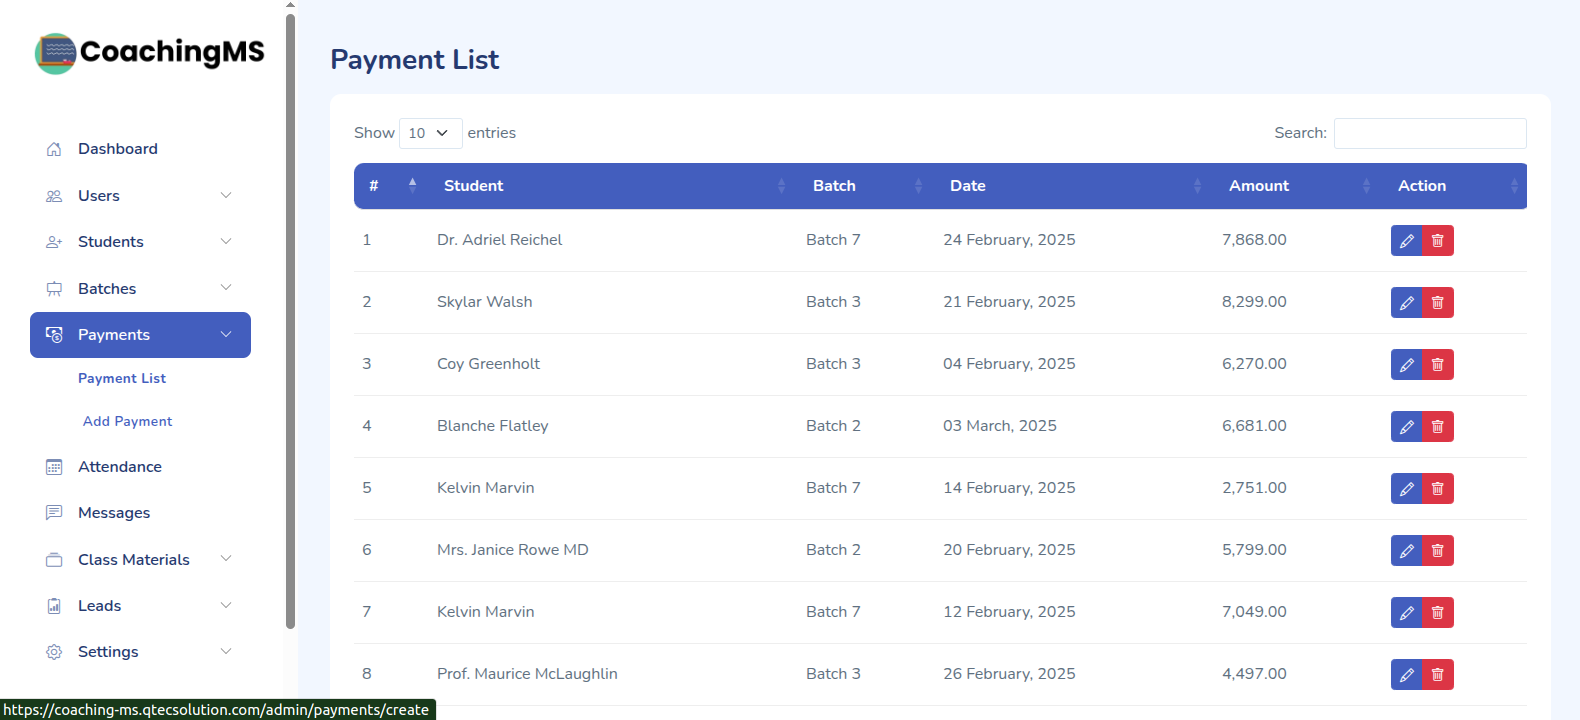 CoachingMS
Dashboard
Users
Students
Batches
Payments
Payment List
Add Payment
Attendance
Messages
Class Materials
Leads
Settings
https://coaching-ms.qtecsolution.com/admin/payments/create
Payment List
Show 10 entries Search:
# Student Batch Date Amount Action
1 Dr. Adriel Reichel Batch 7 24 February, 2025 7,868.00
2 Skylar Walsh Batch 3 21 February, 2025 8,299.00
3 Coy Greenholt Batch 3 04 February, 2025 6,270.00
4 Blanche Flatley Batch 2 03 March, 2025 6,681.00
5 Kelvin Marvin Batch 7 14 February, 2025 2,751.00
6 Mrs. Janice Rowe MD Batch 2 20 February, 2025 5,799.00
7 Kelvin Marvin Batch 7 12 February, 2025 7,049.00
8 Prof. Maurice McLaughlin Batch 3 26 February, 2025 4,497.00